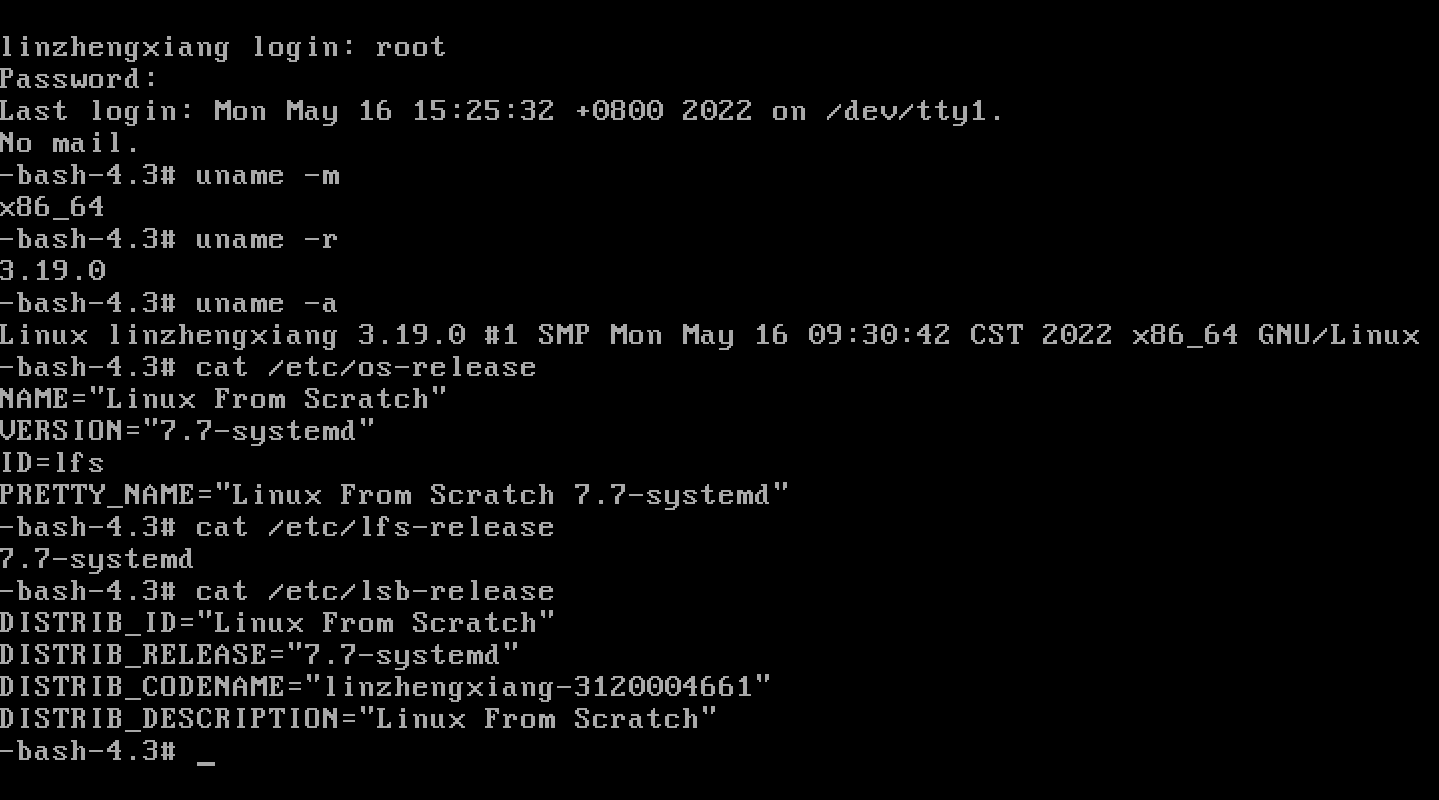 linzhengxiang login: root
Password:
Last login: Mon May 16 15:25:32 +0800 2022 on /dev/tty1.
No mail.
-bash-4.3# uname -m
x86_64
-bash-4.3# uname -r
3.19.0
-bash-4.3# uname -a
Linux linzhengxiang 3.19.0 #1 SMP Mon May 16 09:30:42 CST 2022 x86_64 GNU/Linux
-bash-4.3# cat /etc/os-release
NAME="Linux From Scratch"
VERSION="7.7-systemd"
ID=lfs
PRETTY_NAME="Linux From Scratch 7.7-systemd"
-bash-4.3# cat /etc/lfs-release
7.7-systemd
-bash-4.3# cat /etc/lsb-release
DISTRIB_ID="Linux From Scratch"
DISTRIB_RELEASE="7.7-systemd"
DISTRIB_CODENAME="linzhengxiang-3120004661"
DISTRIB_DESCRIPTION="Linux From Scratch"
-bash-4.3# _